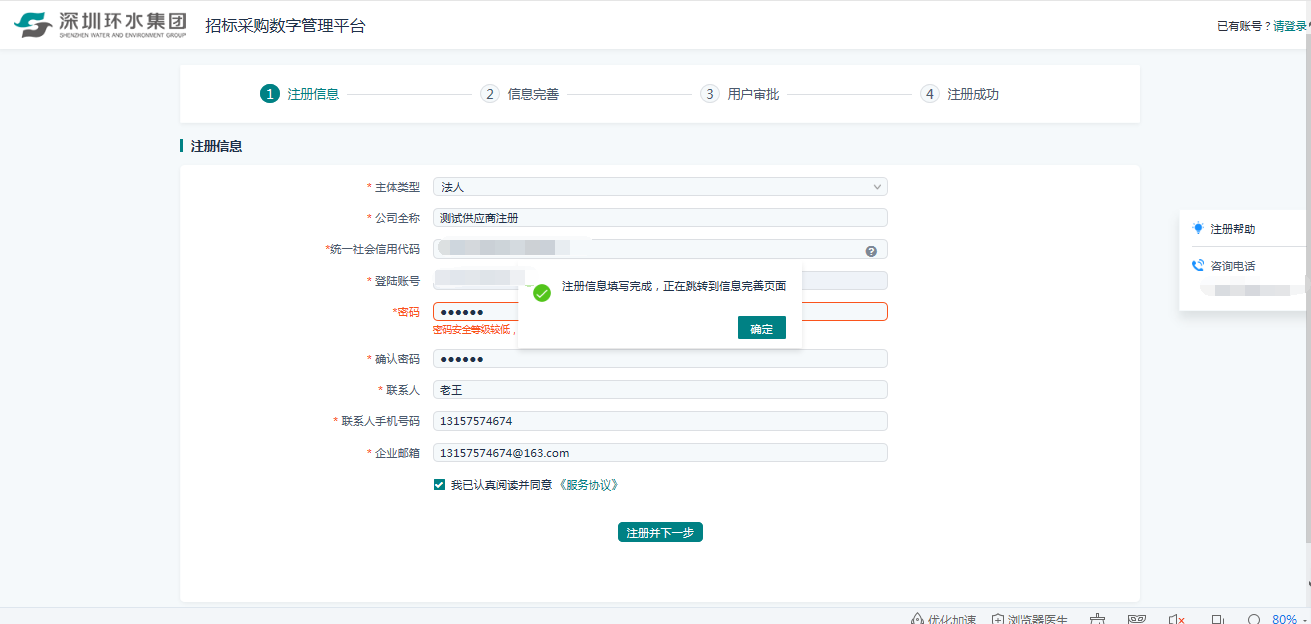 深圳环水集团 招标采购数字管理平台
SHENZHEN WATER AND ENVIRONMENT GROUP
已有账号？请登录
1 注册信息 2 信息完善 3 用户审批 4 注册成功
注册信息
* 主体类型 法人
* 公司全称 测试供应商注册
*统一社会信用代码
* 登陆账号
注册信息填写完成，正在跳转到信息完善页面
确定
*密码 ●●●●●●
密码安全等级较低，
* 确认密码 ●●●●●●
* 联系人 老王
* 联系人手机号码 13157574674
* 企业邮箱 13157574674@163.com
我已认真阅读并同意《服务协议》
注册并下一步
注册帮助
咨询电话
优化加速 浏览器医生 80%